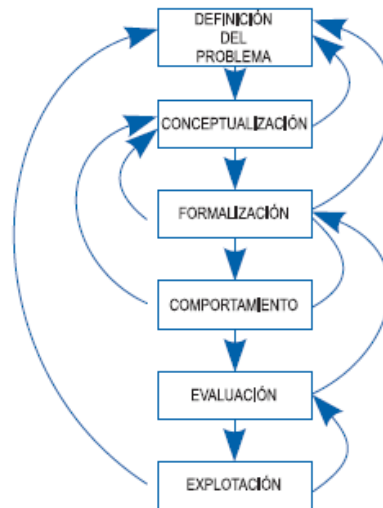 DEFINICIÓN
DEL
PROBLEMA
CONCEPTUALIZACIÓN
FORMALIZACIÓN
COMPORTAMIENTO
EVALUACIÓN
EXPLOTACIÓN